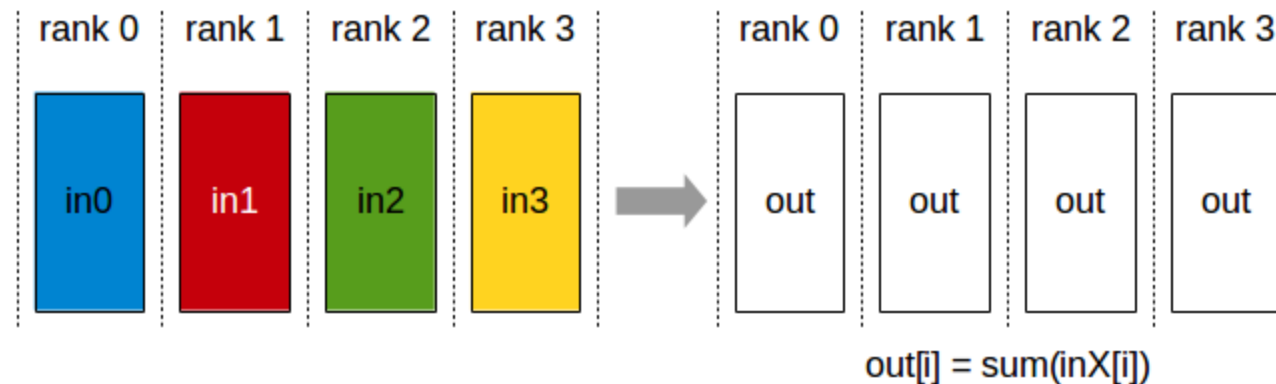 rank 0 rank 1 rank 2 rank 3 rank 0 rank 1 rank 2 rank 3
in0 in1 in2 in3 out out out out
out[i] = sum(inX[i])